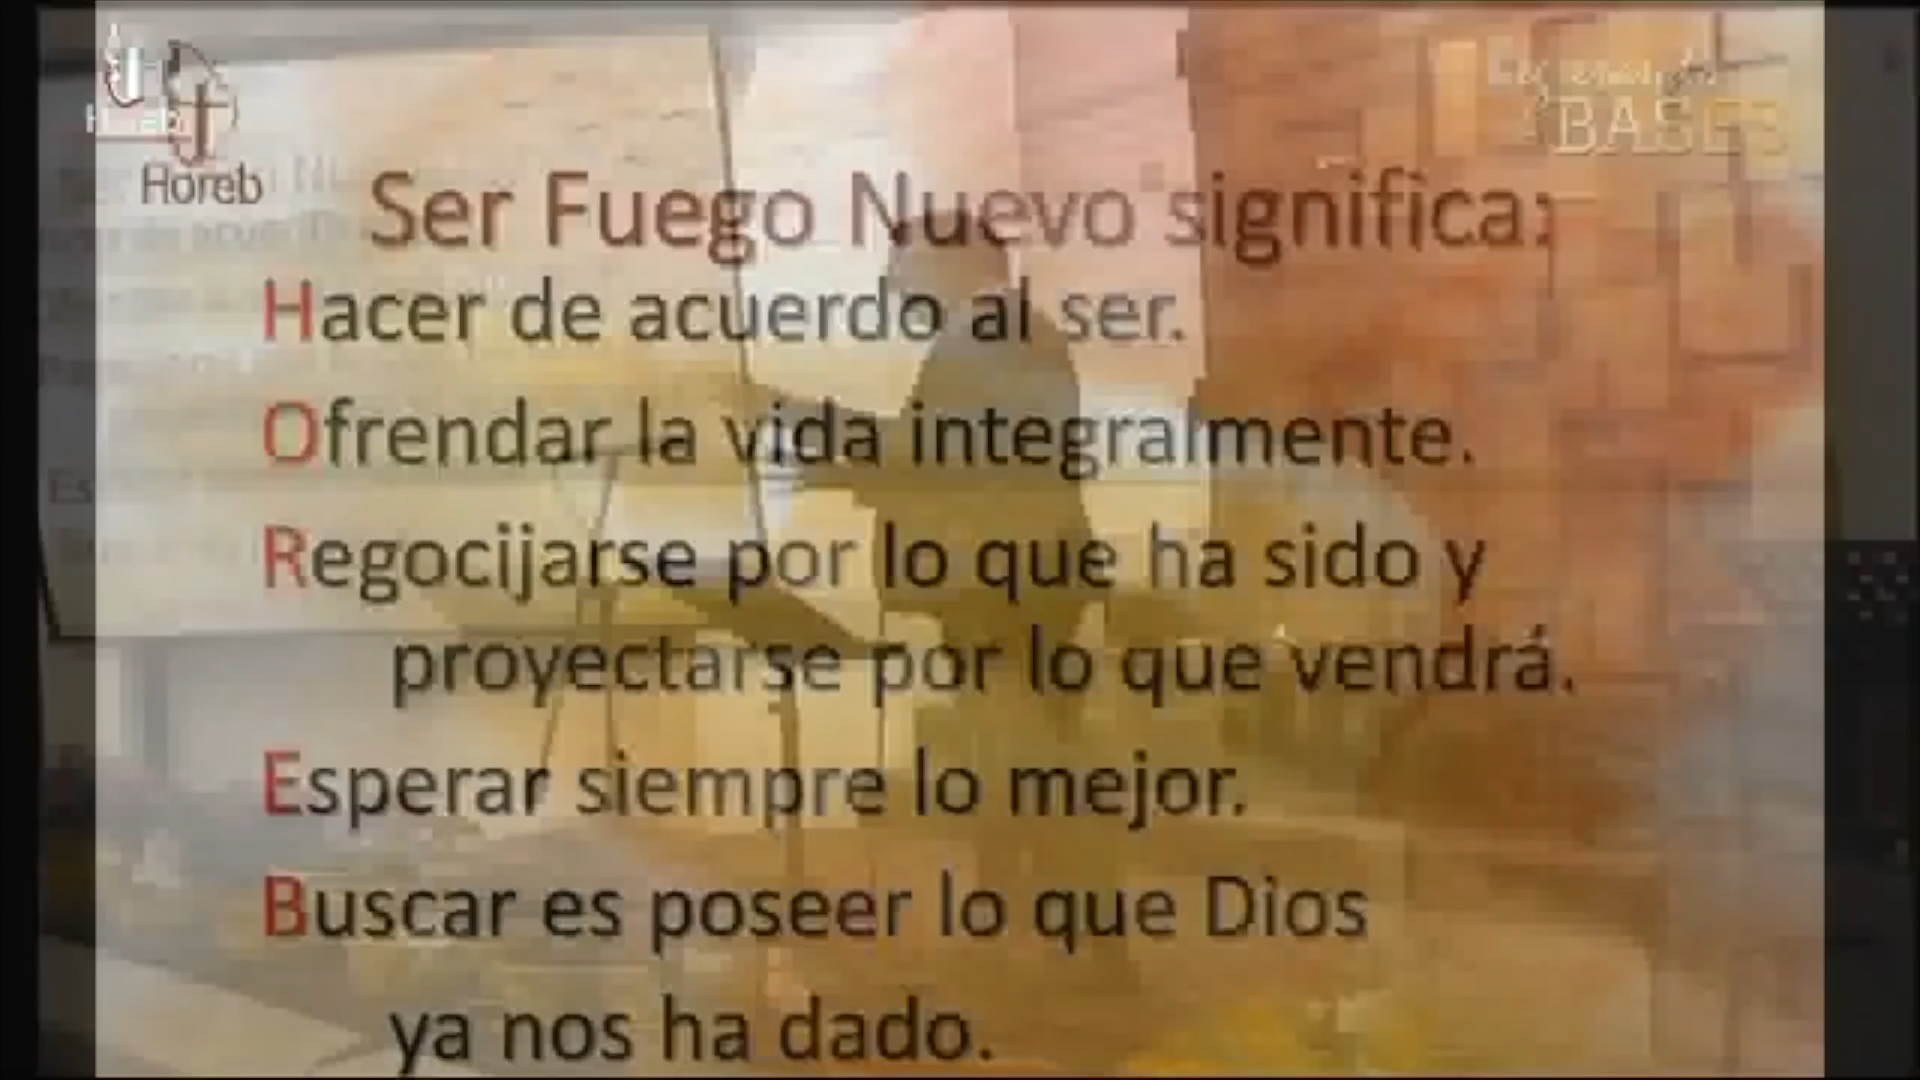 Horeb
BASES
Ser Fuego Nuevo significa:
Hacer de acuerdo al ser.
Ofrendar la vida integralmente.
Regocijarse por lo que ha sido y
proyectarse por lo que vendrá.
Esperar siempre lo mejor.
Buscar es poseer lo que Dios
ya nos ha dado.